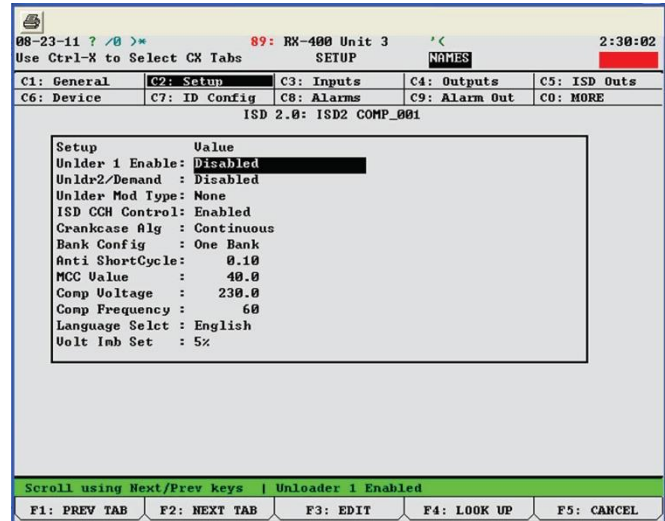 08-23-11 ? /0 )* 89: RX-400 Unit 3 '( 2:30:02
Use Ctrl-X to Select CX Tabs SETUP NAMES
C1: General C2: Setup C3: Inputs C4: Outputs C5: ISD Outs
C6: Device C7: ID Config C8: Alarms C9: Alarm Out C0: MORE
ISD 2.0: ISD2 COMP_001
Setup Value
Unlder 1 Enable: Disabled
Unldr2/Demand : Disabled
Unlder Mod Type: None
ISD CCH Control: Enabled
Crankcase Alg : Continuous
Bank Config : One Bank
Anti ShortCycle: 0.10
MCC Value : 40.0
Comp Voltage : 230.0
Comp Frequency : 60
Language Selct : English
Volt Imb Set : 5%
Scroll using Next/Prev keys | Unloader 1 Enabled
F1: PREV TAB F2: NEXT TAB F3: EDIT F4: LOOK UP F5: CANCEL